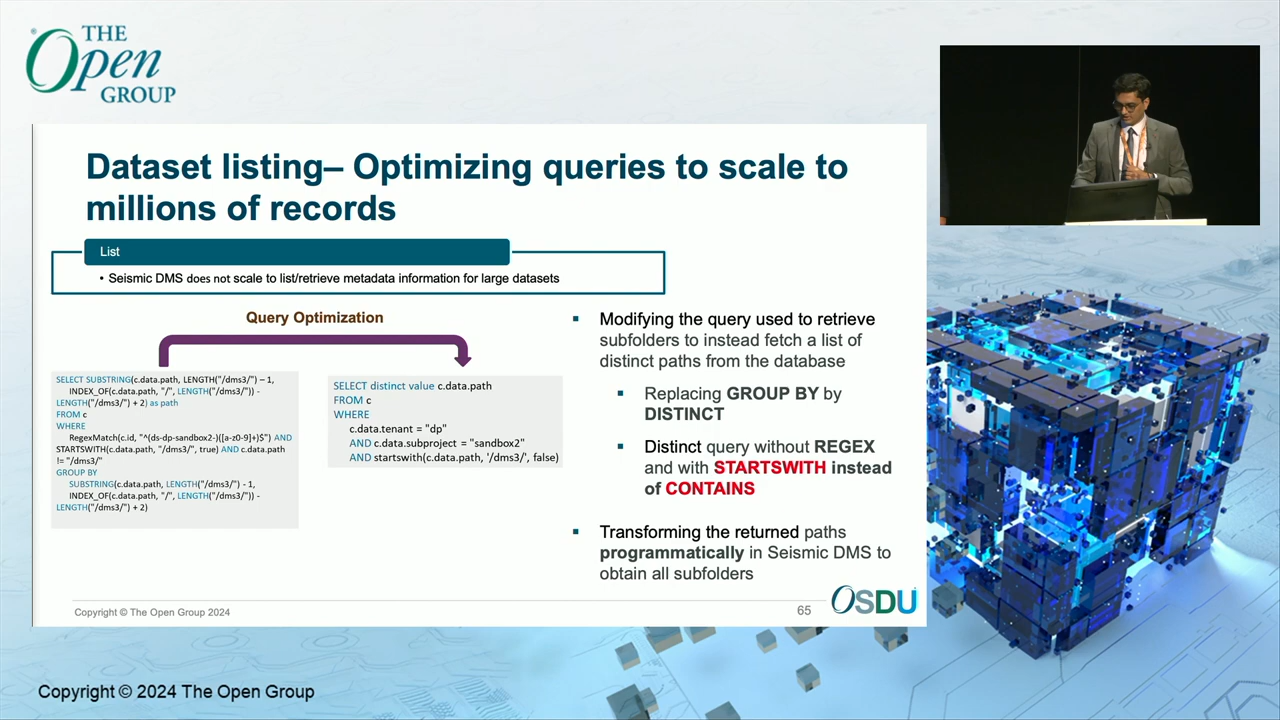 THE
Open
GROUP
Dataset listing– Optimizing queries to scale to
millions of records
List
• Seismic DMS does not scale to list/retrieve metadata information for large datasets
Query Optimization
SELECT SUBSTRING(c.data.path, LENGTH("/dms3/") – 1,
INDEX_OF(c.data.path, "/", LENGTH("/dms3/")) -
LENGTH("/dms3/") + 2) as path
FROM c
WHERE
RegexMatch(c.id, "^(ds-dp-sandbox2-)([a-z0-9]+)$") AND
STARTSWITH(c.data.path, "/dms3/", true) AND c.data.path
!= "/dms3/"
GROUP BY
SUBSTRING(c.data.path, LENGTH("/dms3/") - 1,
INDEX_OF(c.data.path, "/", LENGTH("/dms3/")) -
LENGTH("/dms3/") + 2)
SELECT distinct value c.data.path
FROM c
WHERE
c.data.tenant = "dp"
AND c.data.subproject = "sandbox2"
AND startswith(c.data.path, '/dms3/', false)
▪ Modifying the query used to retrieve
subfolders to instead fetch a list of
distinct paths from the database
▪ Replacing GROUP BY by
DISTINCT
▪ Distinct query without REGEX
and with STARTSWITH instead
of CONTAINS
▪ Transforming the returned paths
programmatically in Seismic DMS to
obtain all subfolders
Copyright © The Open Group 2024
65
OSDU
Copyright © 2024 The Open Group